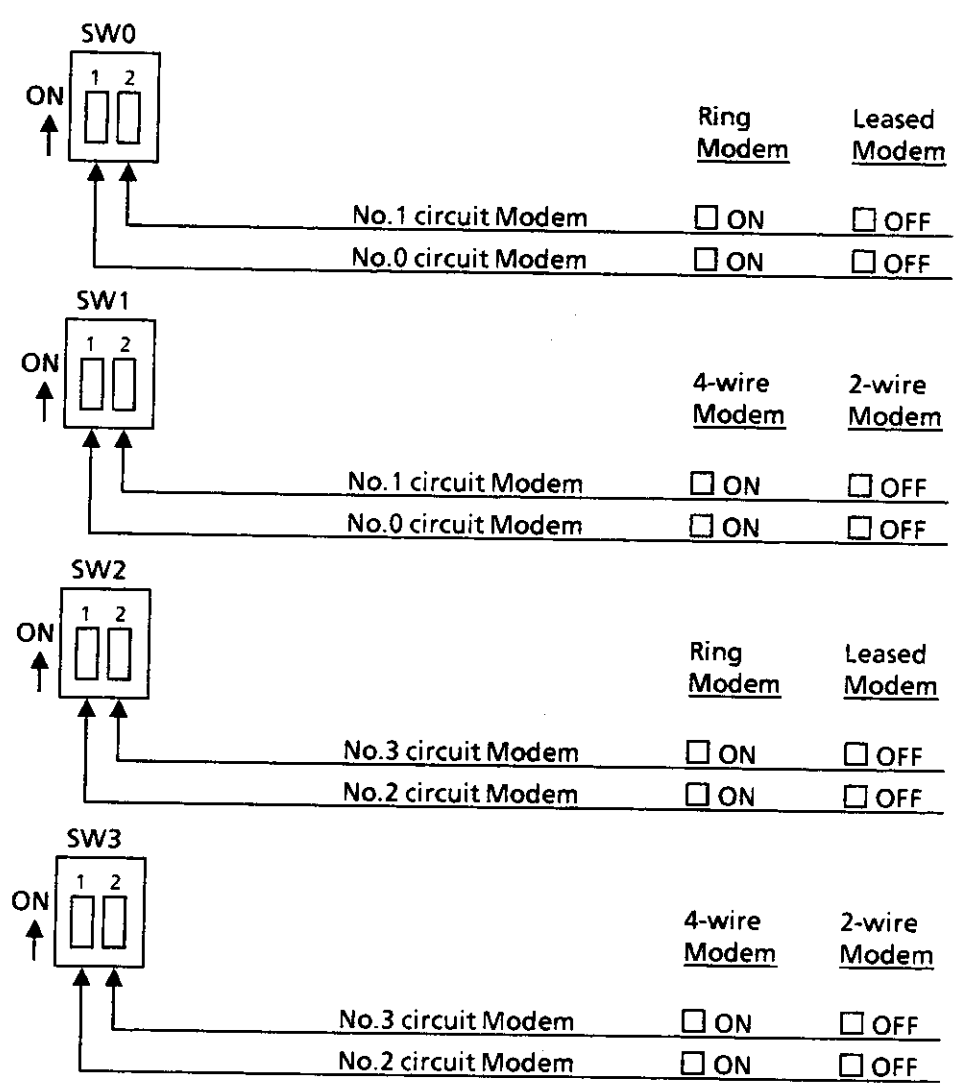 SW0
1 2
ON
Ring Modem
Leased Modem
No.1 circuit Modem ☐ ON ☐ OFF
No.0 circuit Modem ☐ ON ☐ OFF
SW1
1 2
ON
4-wire Modem
2-wire Modem
No.1 circuit Modem ☐ ON ☐ OFF
No.0 circuit Modem ☐ ON ☐ OFF
SW2
1 2
ON
Ring Modem
Leased Modem
No.3 circuit Modem ☐ ON ☐ OFF
No.2 circuit Modem ☐ ON ☐ OFF
SW3
1 2
ON
4-wire Modem
2-wire Modem
No.3 circuit Modem ☐ ON ☐ OFF
No.2 circuit Modem ☐ ON ☐ OFF